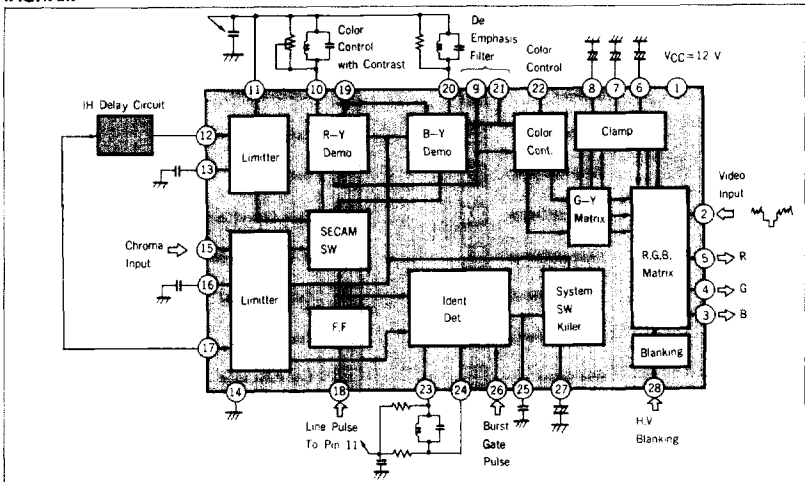 Color
Control
with Contrast
De
Emphasis
Filter
Color
Control
VCC=12 V
IH Delay Circuit
11
10
19
20
9
21
22
8
7
6
1
12
13
Limitter
R-Y
Demo
B-Y
Demo
Color
Cont.
Clamp
G-Y
Matrix
Video
Input
2
Chroma
Input
15
16
17
SECAM
SW
Limitter
F.F
Ident
Det
System
SW
Killer
R.G.B.
Matrix
Blanking
5 R
4 G
3 B
14
18
23
24
26
25
27
28
Line Pulse
To Pin 11
Burst
Gate
Pulse
H.V
Blanking